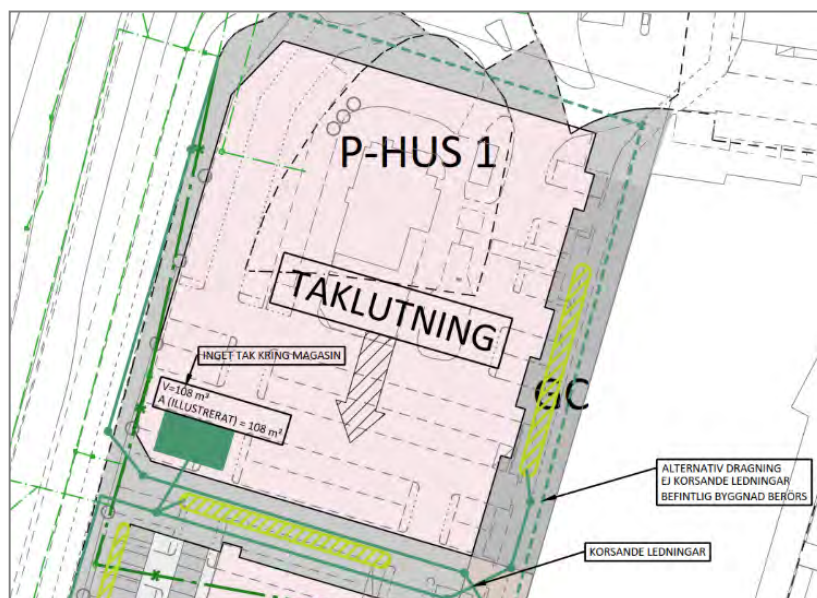 P-HUS 1
TAKLUTNING
INGET TAK KRING MAGASIN
V=108 m³
A (ILLUSTRERAT) = 108 m²
GC
ALTERNATIV DRAGNING
EJ KORSANDE LEDNINGAR
BEFINTLIG BYGGNAD BERÖRS
KORSANDE LEDNINGAR